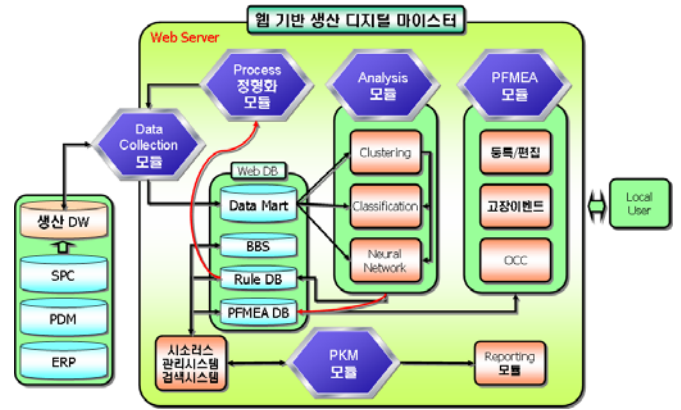 웹 기반 생산 디지털 마이스터
Web Server
Process
정형화
모듈
Analysis
모듈
PFMEA
모듈
Data
Collection
모듈
Web DB
Data Mart
BBS
Rule DB
PFMEA DB
Clustering
Classification
Neural
Network
등록/편집
고장이벤트
OCC
Local
User
생산 DW
SPC
PDM
ERP
시소러스
관리시스템
검색시스템
PKM
모듈
Reporting
모듈